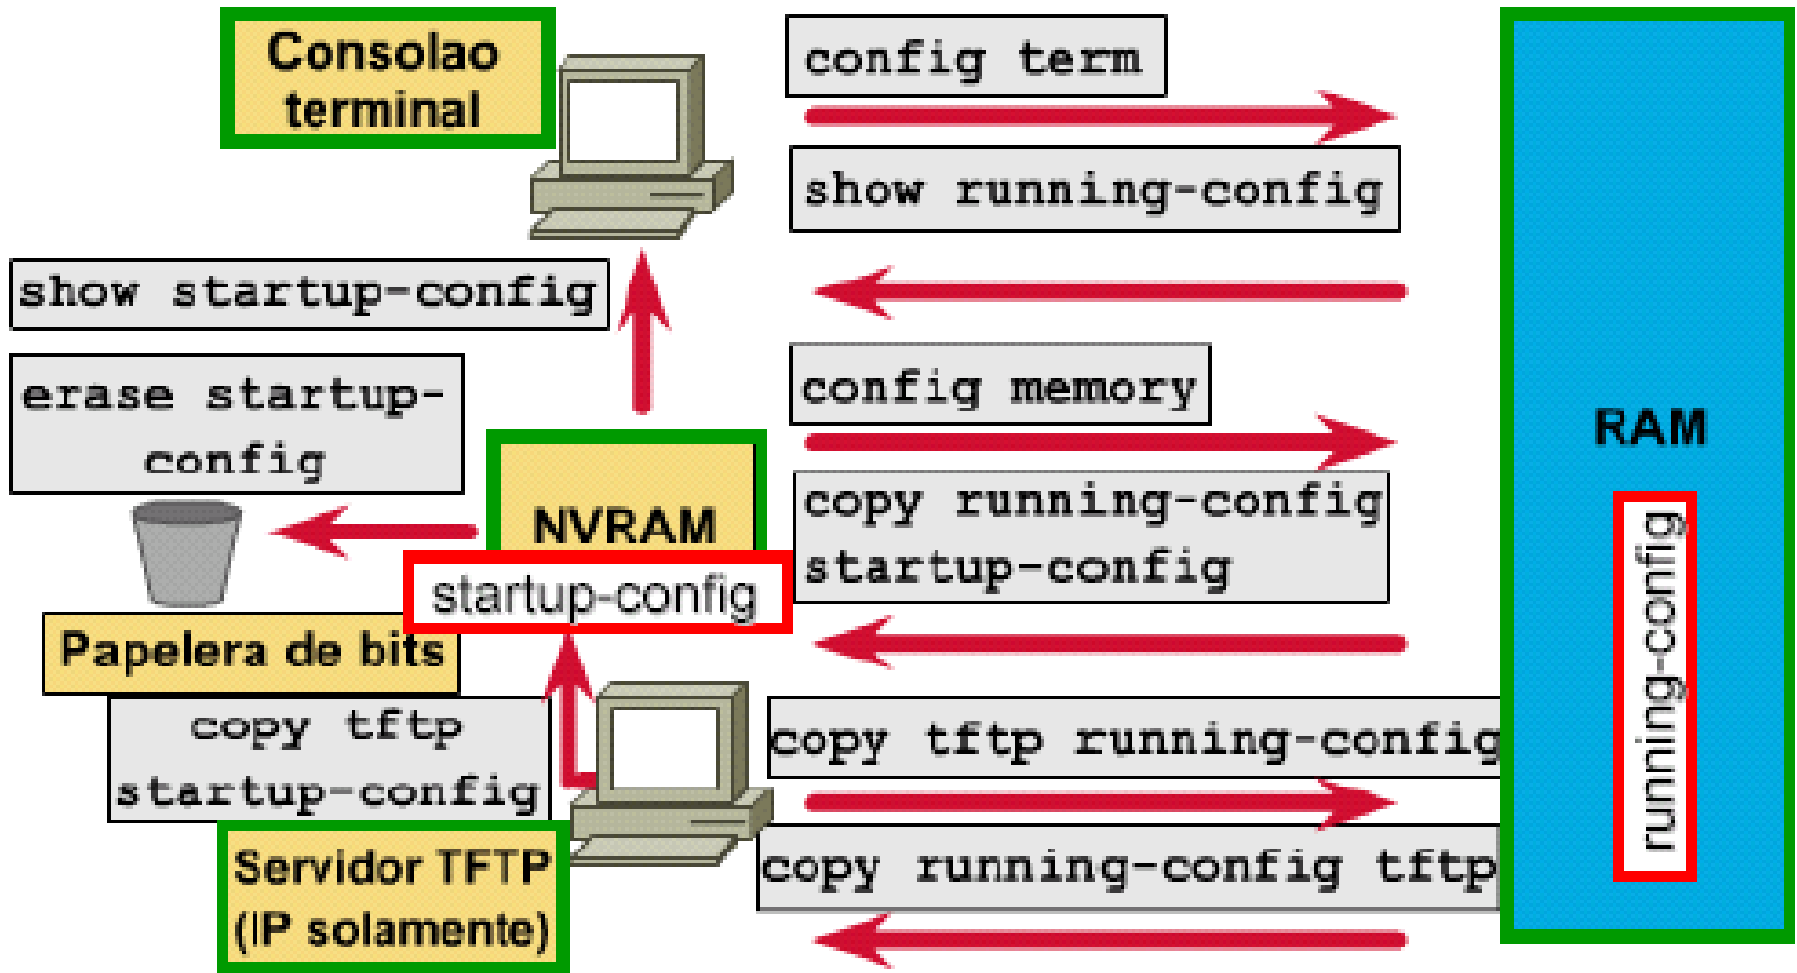 Consolao
terminal
config term
show running-config
show startup-config
erase startup-
config
config memory
RAM
NVRAM
copy running-config
startup-config
startup-config
running-config
Papelera de bits
copy tftp
startup-config
copy tftp running-config
Servidor TFTP
(IP solamente)
copy running-config tftp